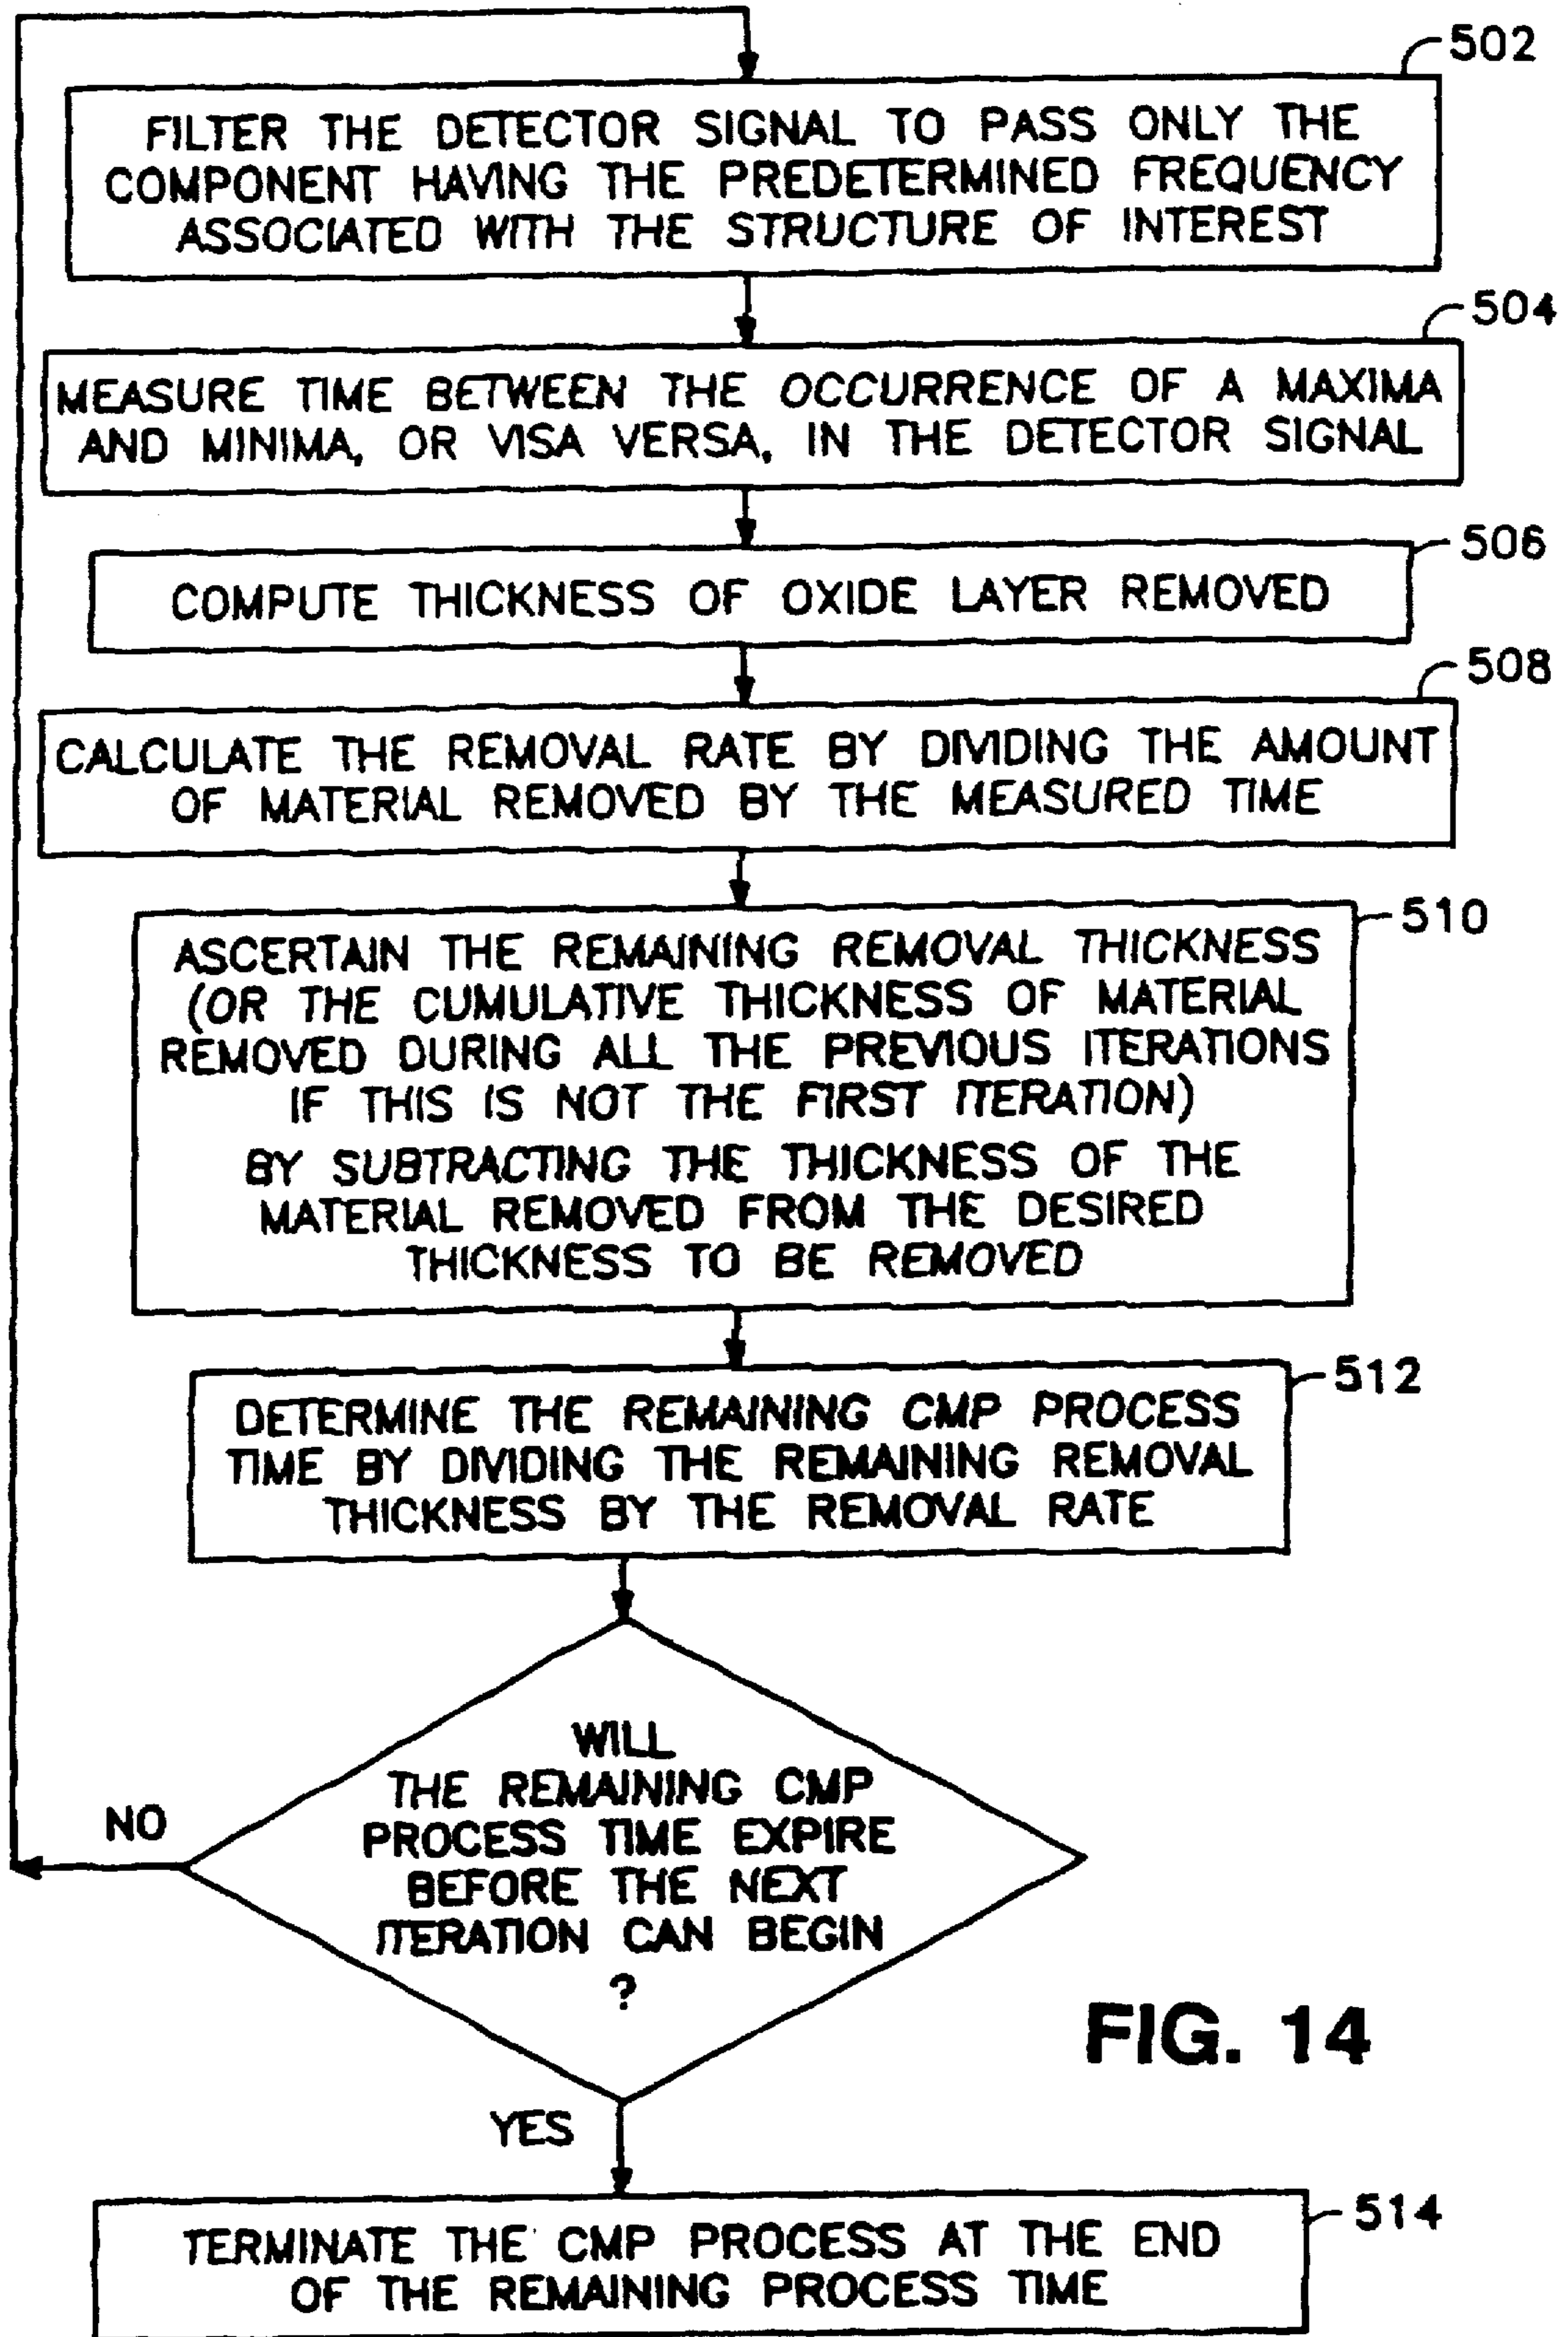 502
FILTER THE DETECTOR SIGNAL TO PASS ONLY THE
COMPONENT HAVING THE PREDETERMINED FREQUENCY
ASSOCIATED WITH THE STRUCTURE OF INTEREST
504
MEASURE TIME BETWEEN THE OCCURRENCE OF A MAXIMA
AND MINIMA, OR VISA VERSA, IN THE DETECTOR SIGNAL
506
COMPUTE THICKNESS OF OXIDE LAYER REMOVED
508
CALCULATE THE REMOVAL RATE BY DIVIDING THE AMOUNT
OF MATERIAL REMOVED BY THE MEASURED TIME
510
ASCERTAIN THE REMAINING REMOVAL THICKNESS
(OR THE CUMULATIVE THICKNESS OF MATERIAL
REMOVED DURING ALL THE PREVIOUS ITERATIONS
IF THIS IS NOT THE FIRST ITERATION)
BY SUBTRACTING THE THICKNESS OF THE
MATERIAL REMOVED FROM THE DESIRED
THICKNESS TO BE REMOVED
512
DETERMINE THE REMAINING CMP PROCESS
TIME BY DIVIDING THE REMAINING REMOVAL
THICKNESS BY THE REMOVAL RATE
WILL
THE REMAINING CMP
PROCESS TIME EXPIRE
BEFORE THE NEXT
ITERATION CAN BEGIN
?
NO
YES
FIG. 14
514
TERMINATE THE CMP PROCESS AT THE END
OF THE REMAINING PROCESS TIME